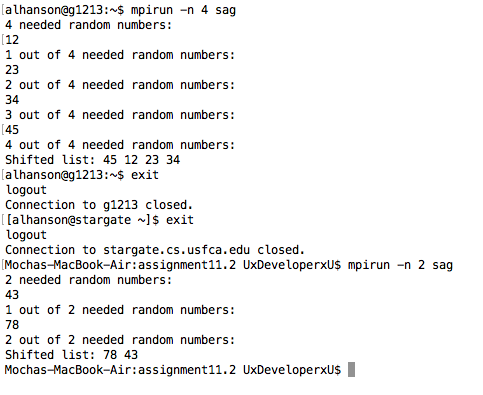 [alhanson@g1213:~$ mpirun -n 4 sag
4 needed random numbers:
[12
1 out of 4 needed random numbers:
23
2 out of 4 needed random numbers:
34
3 out of 4 needed random numbers:
[45
4 out of 4 needed random numbers:
Shifted list: 45 12 23 34
[alhanson@g1213:~$ exit
logout
Connection to g1213 closed.
[[alhanson@stargate ~]$ exit
logout
Connection to stargate.cs.usfca.edu closed.
[Mochas-MacBook-Air:assignment11.2 UxDeveloperxU$ mpirun -n 2 sag
2 needed random numbers:
43
1 out of 2 needed random numbers:
78
2 out of 2 needed random numbers:
Shifted list: 78 43
Mochas-MacBook-Air:assignment11.2 UxDeveloperxU$